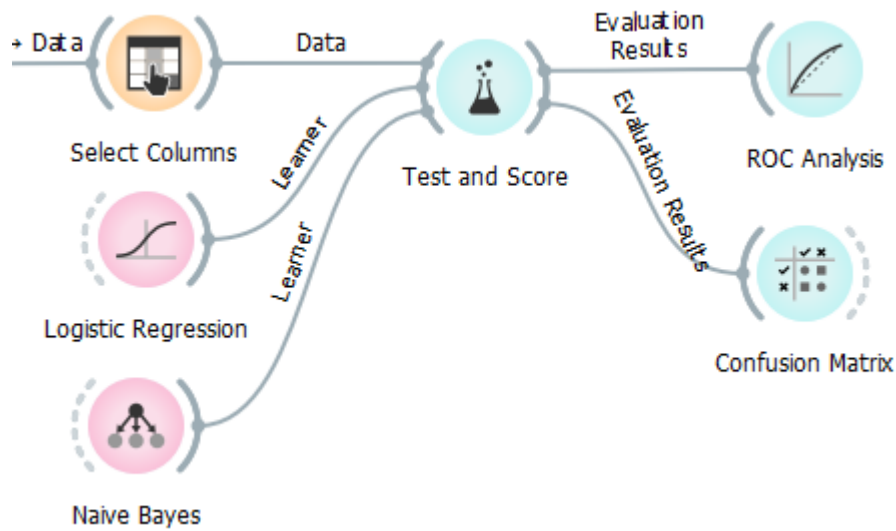 → Data
Data
Evaluation
Results
Select Columns
Learner
Test and Score
Evaluation Results
ROC Analysis
Logistic Regression
Learner
Confusion Matrix
Naive Bayes